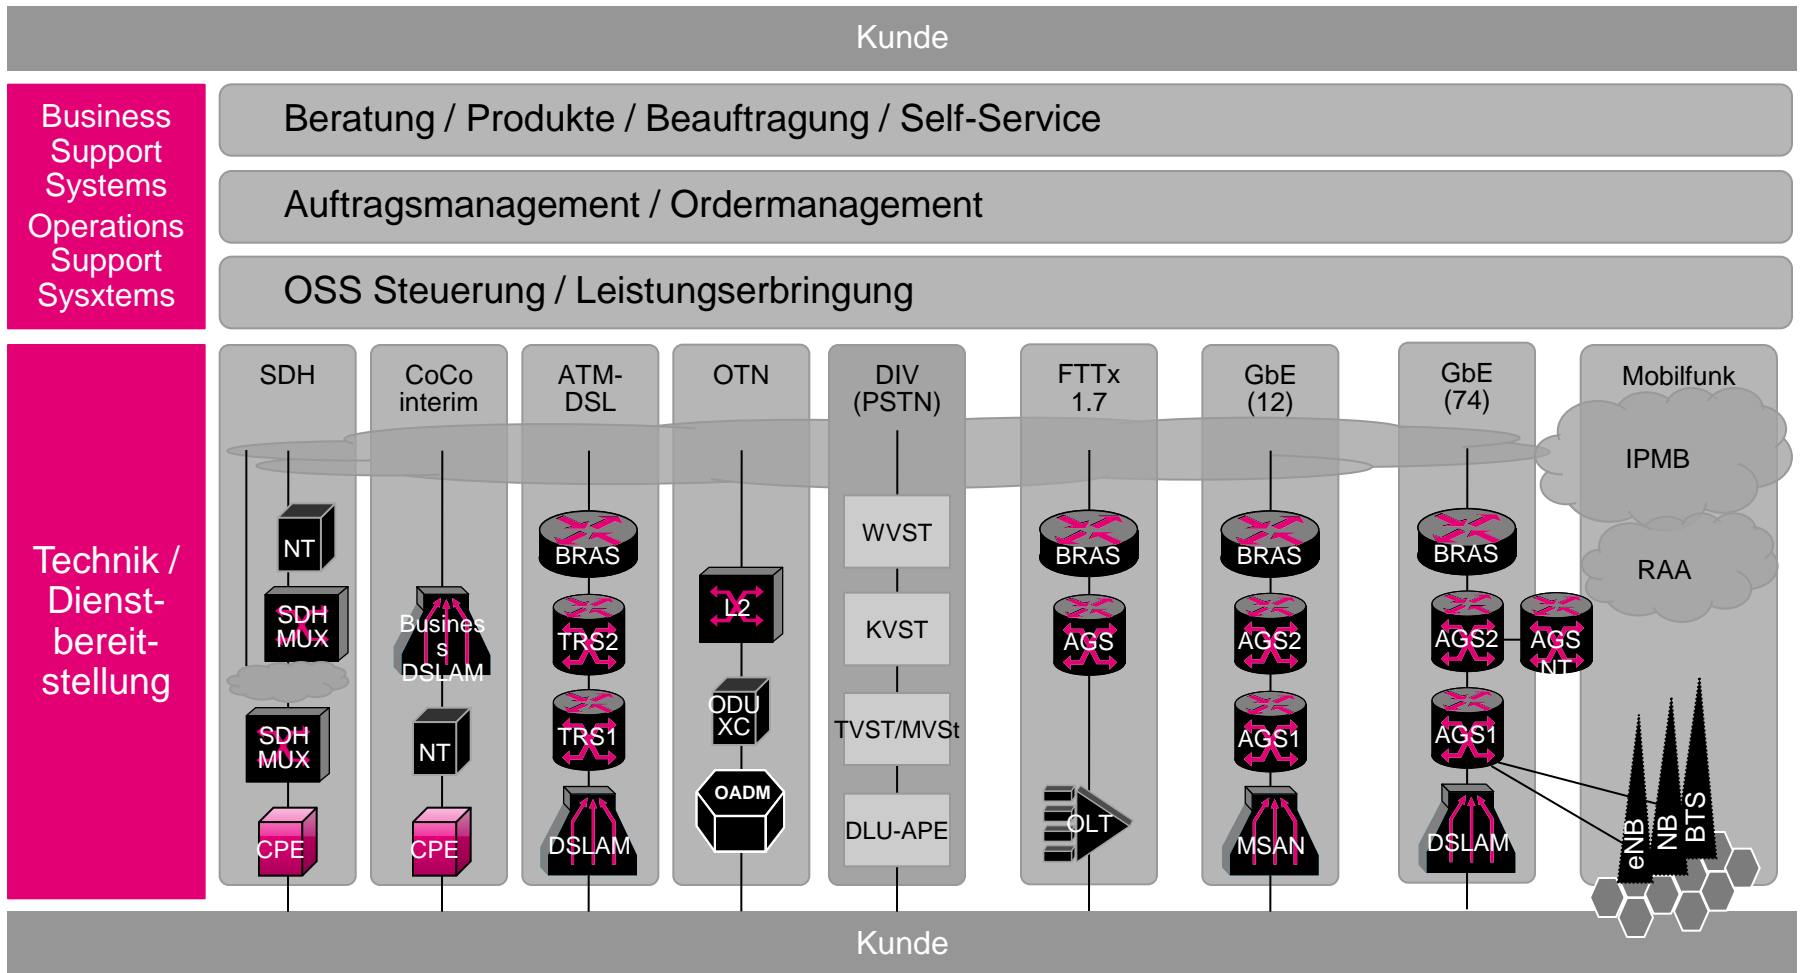 Kunde
Business
Support
Systems
Operations
Support
Sysxtems
Beratung / Produkte / Beauftragung / Self-Service
Auftragsmanagement / Ordermanagement
OSS Steuerung / Leistungserbringung
Technik /
Dienst-
bereit-
stellung
SDH
NT
SDH
MUX
SDH
MUX
CPE
CoCo
interim
Busines
s
DSLAM
NT
CPE
ATM-
DSL
BRAS
TRS2
TRS1
DSLAM
OTN
L2
ODU
XC
OADM
DIV
(PSTN)
WVST
KVST
TVST/MVSt
DLU-APE
FTTx
1.7
BRAS
AGS
OLT
GbE
(12)
BRAS
AGS2
AGS1
MSAN
GbE
(74)
BRAS
AGS2
AGS
NT
AGS1
DSLAM
Mobilfunk
IPMB
RAA
eNB
NB
BTS
Kunde